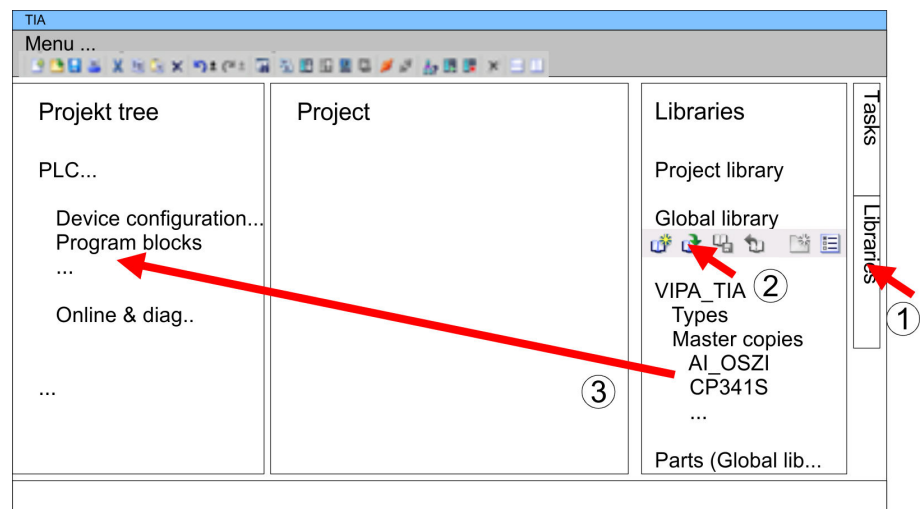 TIA
Menu ...
Projekt tree
PLC...
Device configuration...
Program blocks
...
Online & diag..
...
Project
③
Libraries
Project library
Global library
②
VIPA_TIA
Types
Master copies
AI_OSZI
CP341S
...
Parts (Global lib...
Tasks
Libraries
①